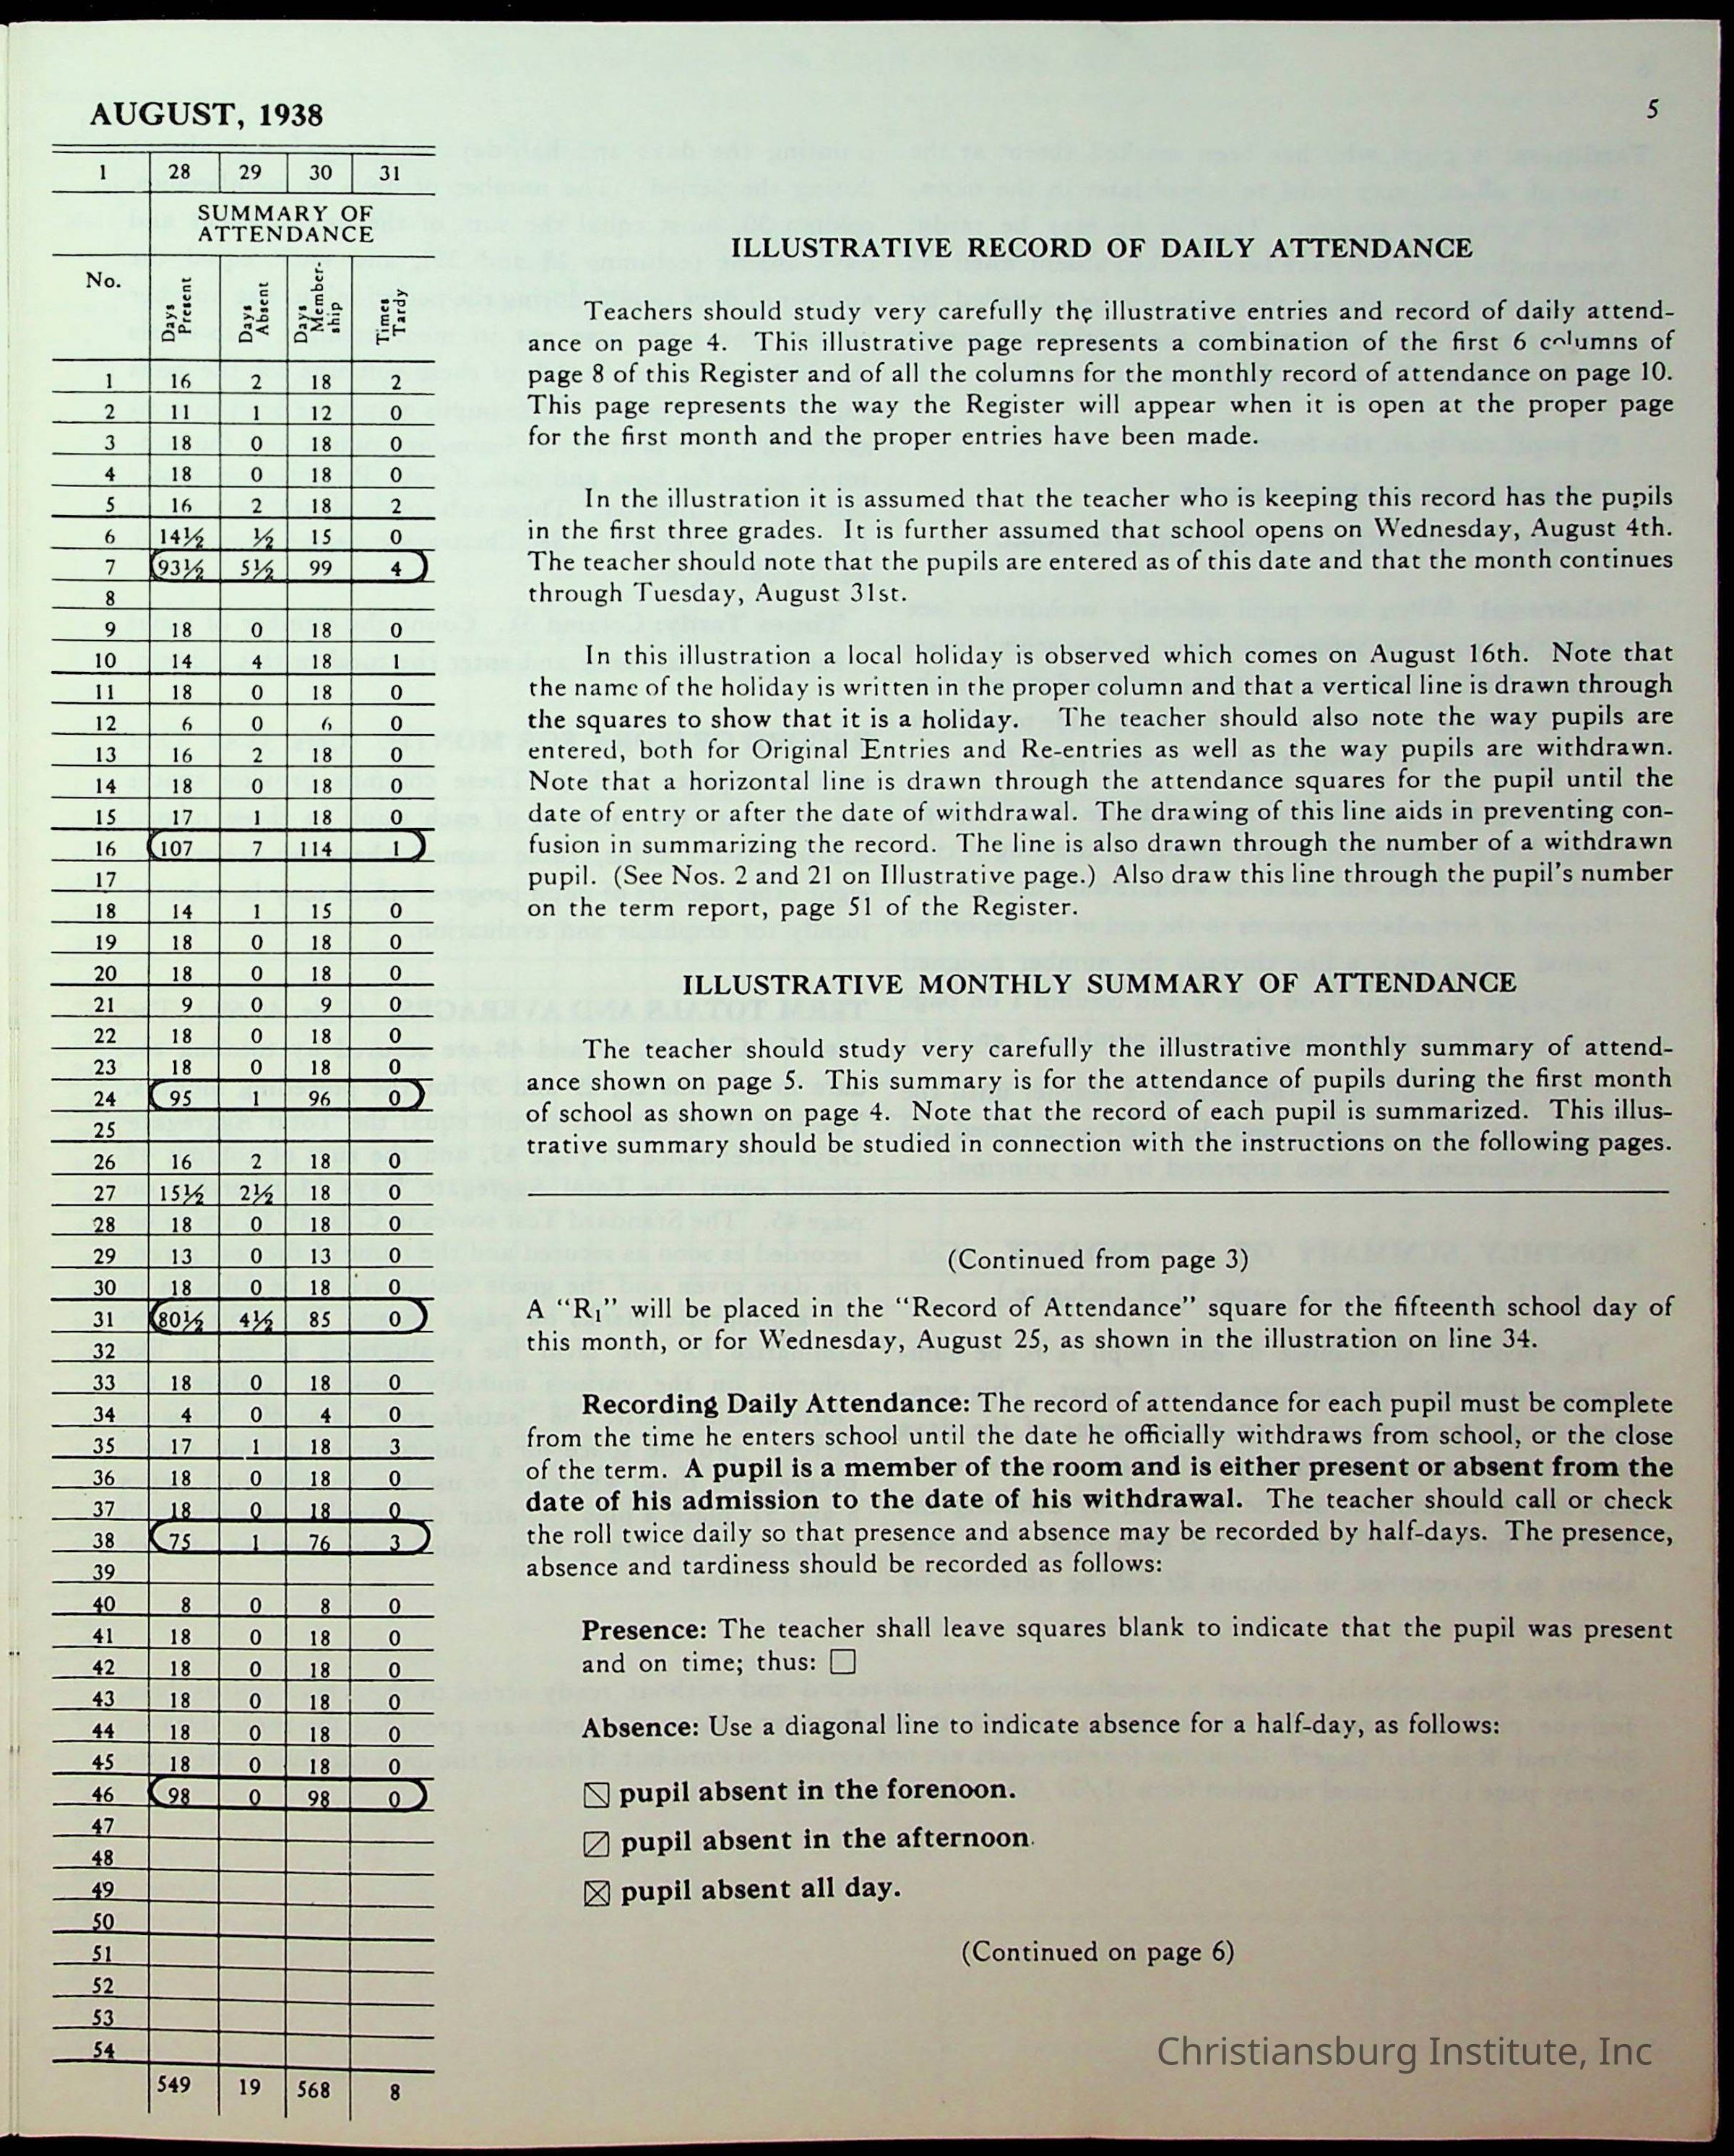 AUGUST, 1938
5
1 28 29 30 31
SUMMARY OF
ATTENDANCE
No. Days Present Days Absent Days Member-ship Times Tardy
1 16 2 18 2
2 11 1 12 0
3 18 0 18 0
4 18 0 18 0
5 16 2 18 2
6 14½ ½ 15 0
7 93½ 5½ 99 4
8
9 18 0 18 0
10 14 4 18 1
11 18 0 18 0
12 6 0 6 0
13 16 2 18 0
14 18 0 18 0
15 17 1 18 0
16 107 7 114 1
17
18 14 1 15 0
19 18 0 18 0
20 18 0 18 0
21 9 0 9 0
22 18 0 18 0
23 18 0 18 0
24 95 1 96 0
25
26 16 2 18 0
27 15½ 2½ 18 0
28 18 0 18 0
29 13 0 13 0
30 18 0 18 0
31 80½ 4½ 85 0
32
33 18 0 18 0
34 4 0 4 0
35 17 1 18 3
36 18 0 18 0
37 18 0 18 0
38 75 1 76 3
39
40 8 0 8 0
41 18 0 18 0
42 18 0 18 0
43 18 0 18 0
44 18 0 18 0
45 18 0 18 0
46 98 0 98 0
47
48
49
50
51
52
53
54
549 19 568 8
ILLUSTRATIVE RECORD OF DAILY ATTENDANCE
Teachers should study very carefully the illustrative entries and record of daily attend-
ance on page 4. This illustrative page represents a combination of the first 6 columns of
page 8 of this Register and of all the columns for the monthly record of attendance on page 10.
This page represents the way the Register will appear when it is open at the proper page
for the first month and the proper entries have been made.
In the illustration it is assumed that the teacher who is keeping this record has the pupils
in the first three grades. It is further assumed that school opens on Wednesday, August 4th.
The teacher should note that the pupils are entered as of this date and that the month continues
through Tuesday, August 31st.
In this illustration a local holiday is observed which comes on August 16th. Note that
the name of the holiday is written in the proper column and that a vertical line is drawn through
the squares to show that it is a holiday. The teacher should also note the way pupils are
entered, both for Original Entries and Re-entries as well as the way pupils are withdrawn.
Note that a horizontal line is drawn through the attendance squares for the pupil until the
date of entry or after the date of withdrawal. The drawing of this line aids in preventing con-
fusion in summarizing the record. The line is also drawn through the number of a withdrawn
pupil. (See Nos. 2 and 21 on Illustrative page.) Also draw this line through the pupil's number
on the term report, page 51 of the Register.
ILLUSTRATIVE MONTHLY SUMMARY OF ATTENDANCE
The teacher should study very carefully the illustrative monthly summary of attend-
ance shown on page 5. This summary is for the attendance of pupils during the first month
of school as shown on page 4. Note that the record of each pupil is summarized. This illus-
trative summary should be studied in connection with the instructions on the following pages.
(Continued from page 3)
A "R₁" will be placed in the "Record of Attendance" square for the fifteenth school day of
this month, or for Wednesday, August 25, as shown in the illustration on line 34.
Recording Daily Attendance: The record of attendance for each pupil must be complete
from the time he enters school until the date he officially withdraws from school, or the close
of the term. A pupil is a member of the room and is either present or absent from the
date of his admission to the date of his withdrawal. The teacher should call or check
the roll twice daily so that presence and absence may be recorded by half-days. The presence,
absence and tardiness should be recorded as follows:
Presence: The teacher shall leave squares blank to indicate that the pupil was present
and on time; thus:
Absence: Use a diagonal line to indicate absence for a half-day, as follows:
pupil absent in the forenoon.
pupil absent in the afternoon.
pupil absent all day.
(Continued on page 6)
Christiansburg Institute, Inc